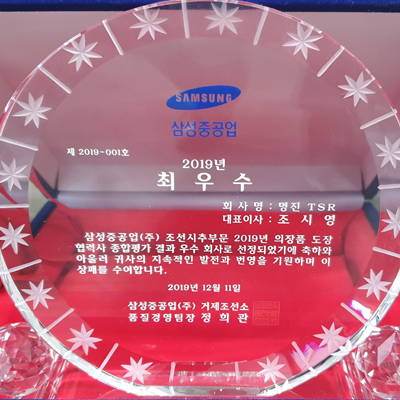 SAMSUNG
삼성중공업
제 2019-001호
2019년
최우수
회사명 : 명진 TSR
대표이사 : 조시영
삼성중공업(주) 조선시추부문 2019년 의장품 도장
협력사 종합평가 결과 우수 회사로 선정되었기에 축하와
아울러 귀사의 지속적인 발전과 번영을 기원하며 이
상패를 수여합니다.
2019년 12월 11일
삼성중공업(주) 거제조선소
품질경영팀장 정희관